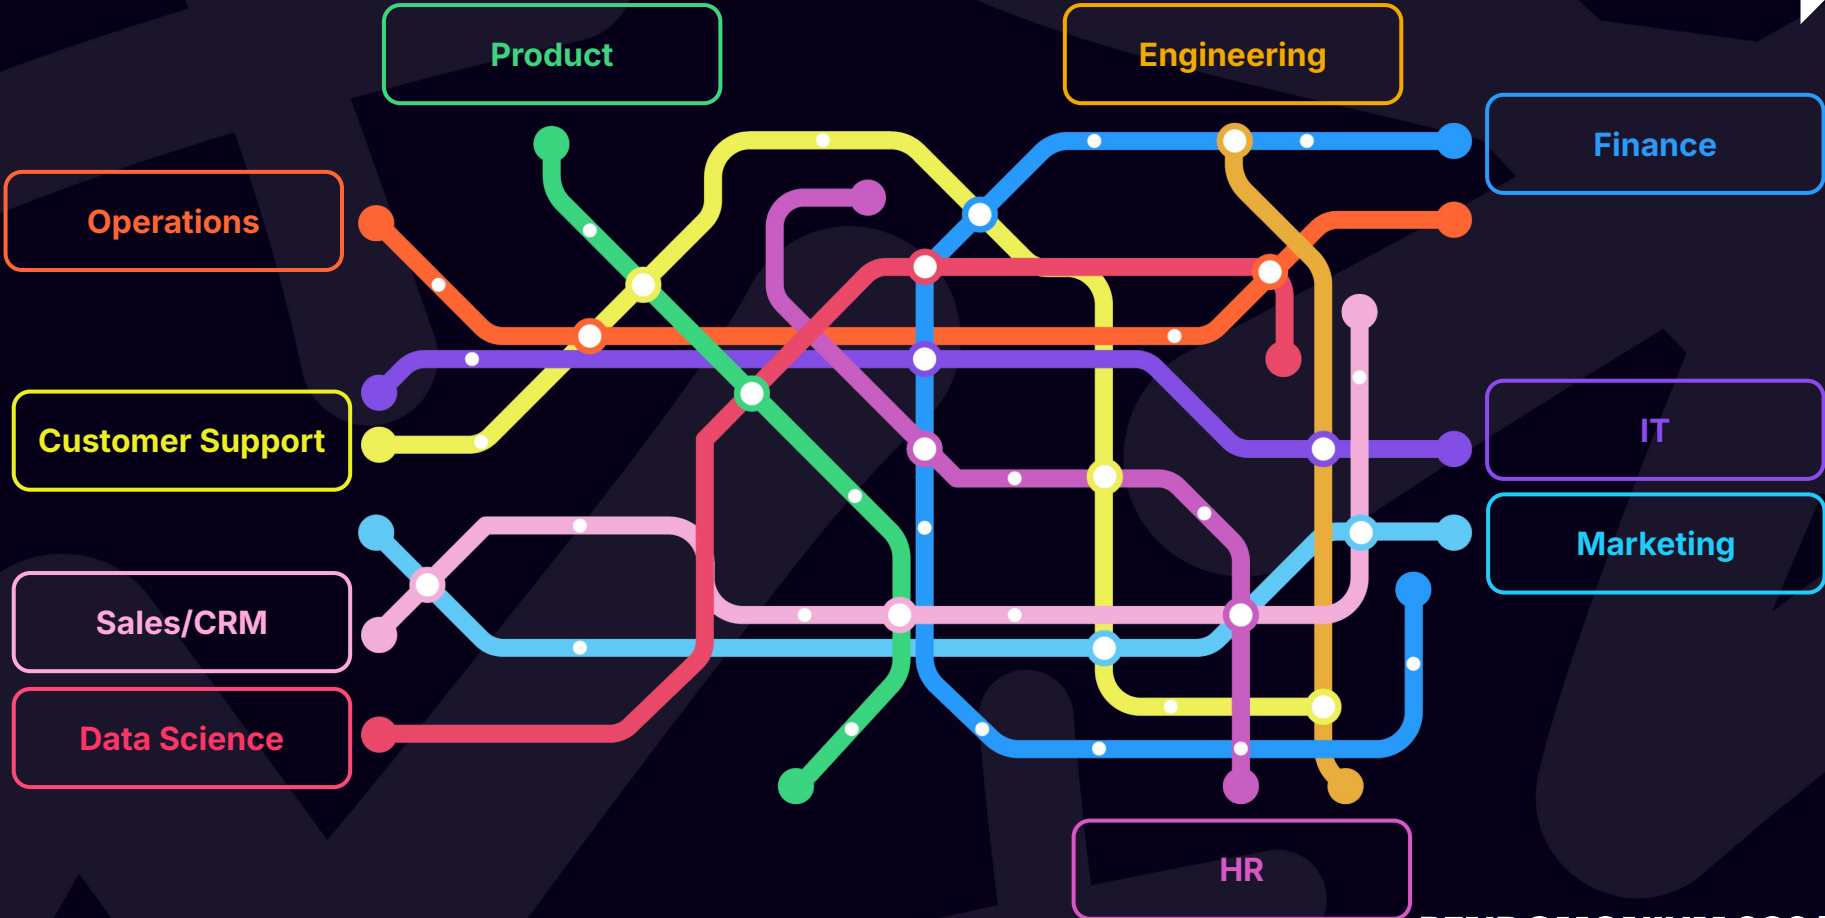 Product
Engineering
Finance
Operations
Customer Support
IT
Marketing
Sales/CRM
Data Science
HR